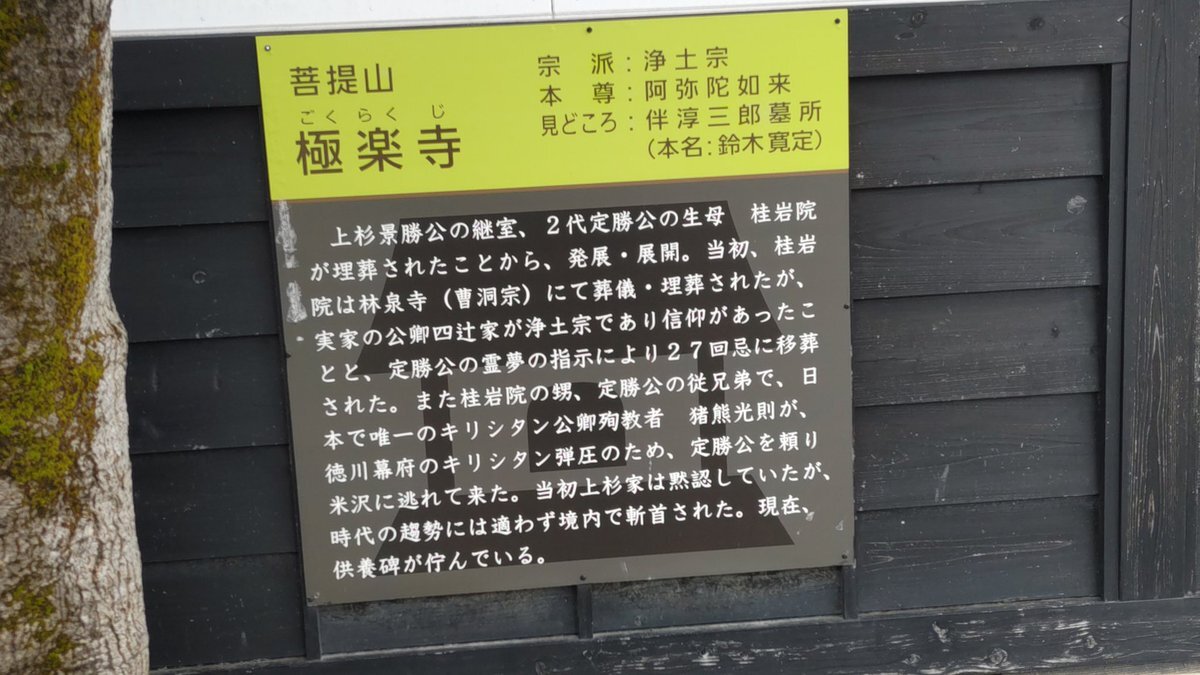 菩提山
ごくらくじ
極楽寺
宗 派：浄土宗
本 尊：阿弥陀如来
見どころ：伴淳三郎墓所
（本名：鈴木寛定）
上杉景勝公の継室、２代定勝公の生母 桂岩院
が埋葬されたことから、発展・展開。当初、桂岩
院は林泉寺（曹洞宗）にて葬儀・埋葬されたが、
実家の公卿四辻家が浄土宗であり信仰があったこ
とと、定勝公の霊夢の指示により２７回忌に移葬
された。また桂岩院の甥、定勝公の従兄弟で、日
本で唯一のキリシタン公卿殉教者 猪熊光則が、
徳川幕府のキリシタン弾圧のため、定勝公を頼り
米沢に逃れて来た。当初上杉家は黙認していたが、
時代の趨勢には適わず境内で斬首された。現在、
供養碑が佇んでいる。